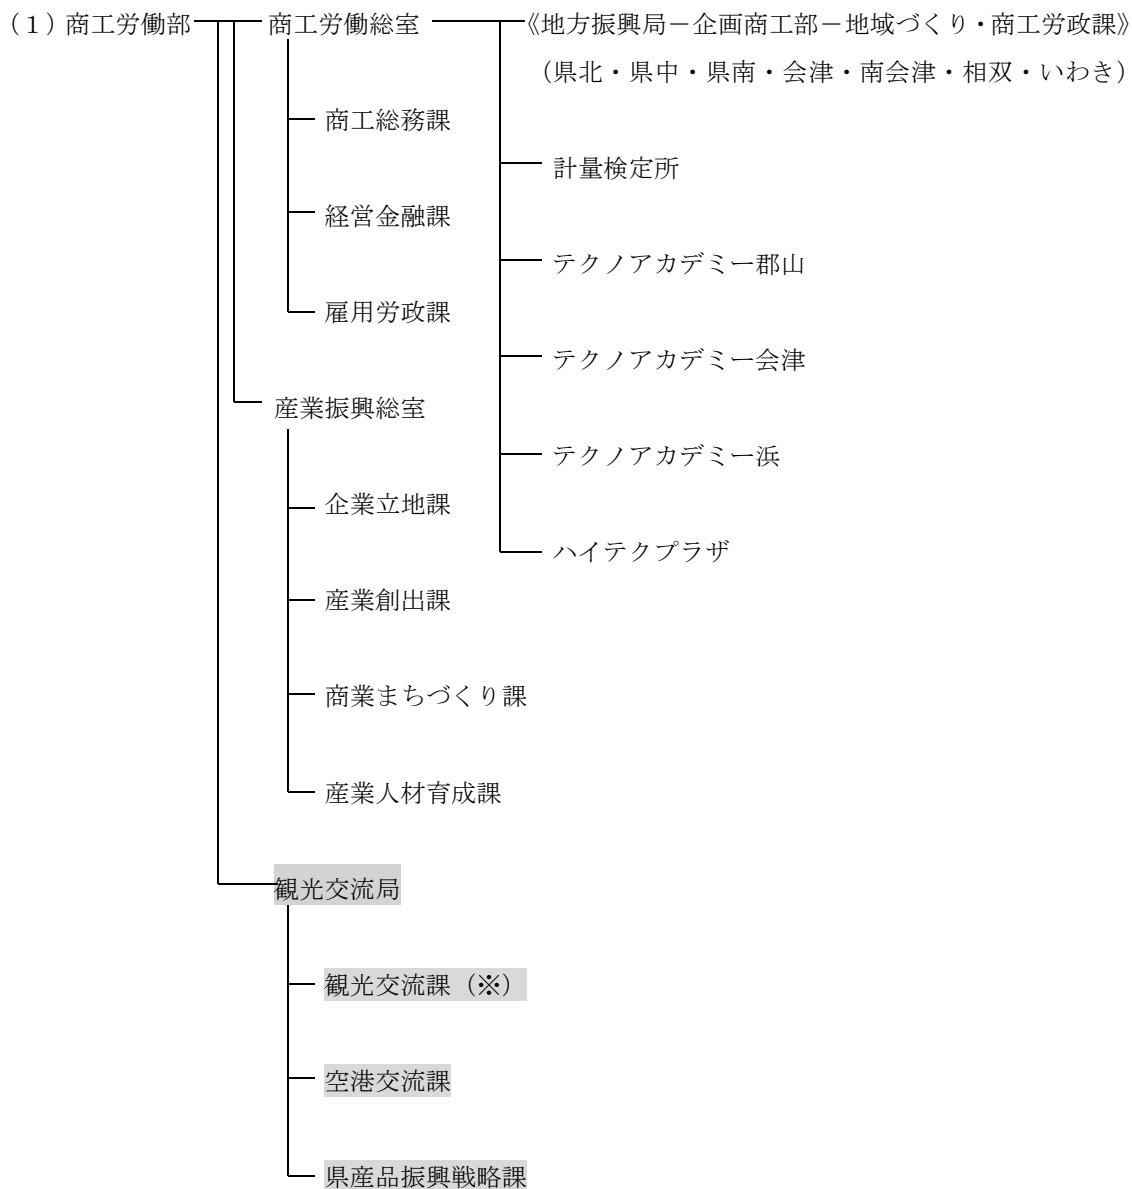 （１）商工労働部 商工労働総室 《地方振興局－企画商工部－地域づくり・商工労政課》
（県北・県中・県南・会津・南会津・相双・いわき）
商工総務課
計量検定所
経営金融課
テクノアカデミー郡山
雇用労政課
テクノアカデミー会津
産業振興総室
テクノアカデミー浜
企業立地課
ハイテクプラザ
産業創出課
商業まちづくり課
産業人材育成課
観光交流局
観光交流課（※）
空港交流課
県産品振興戦略課